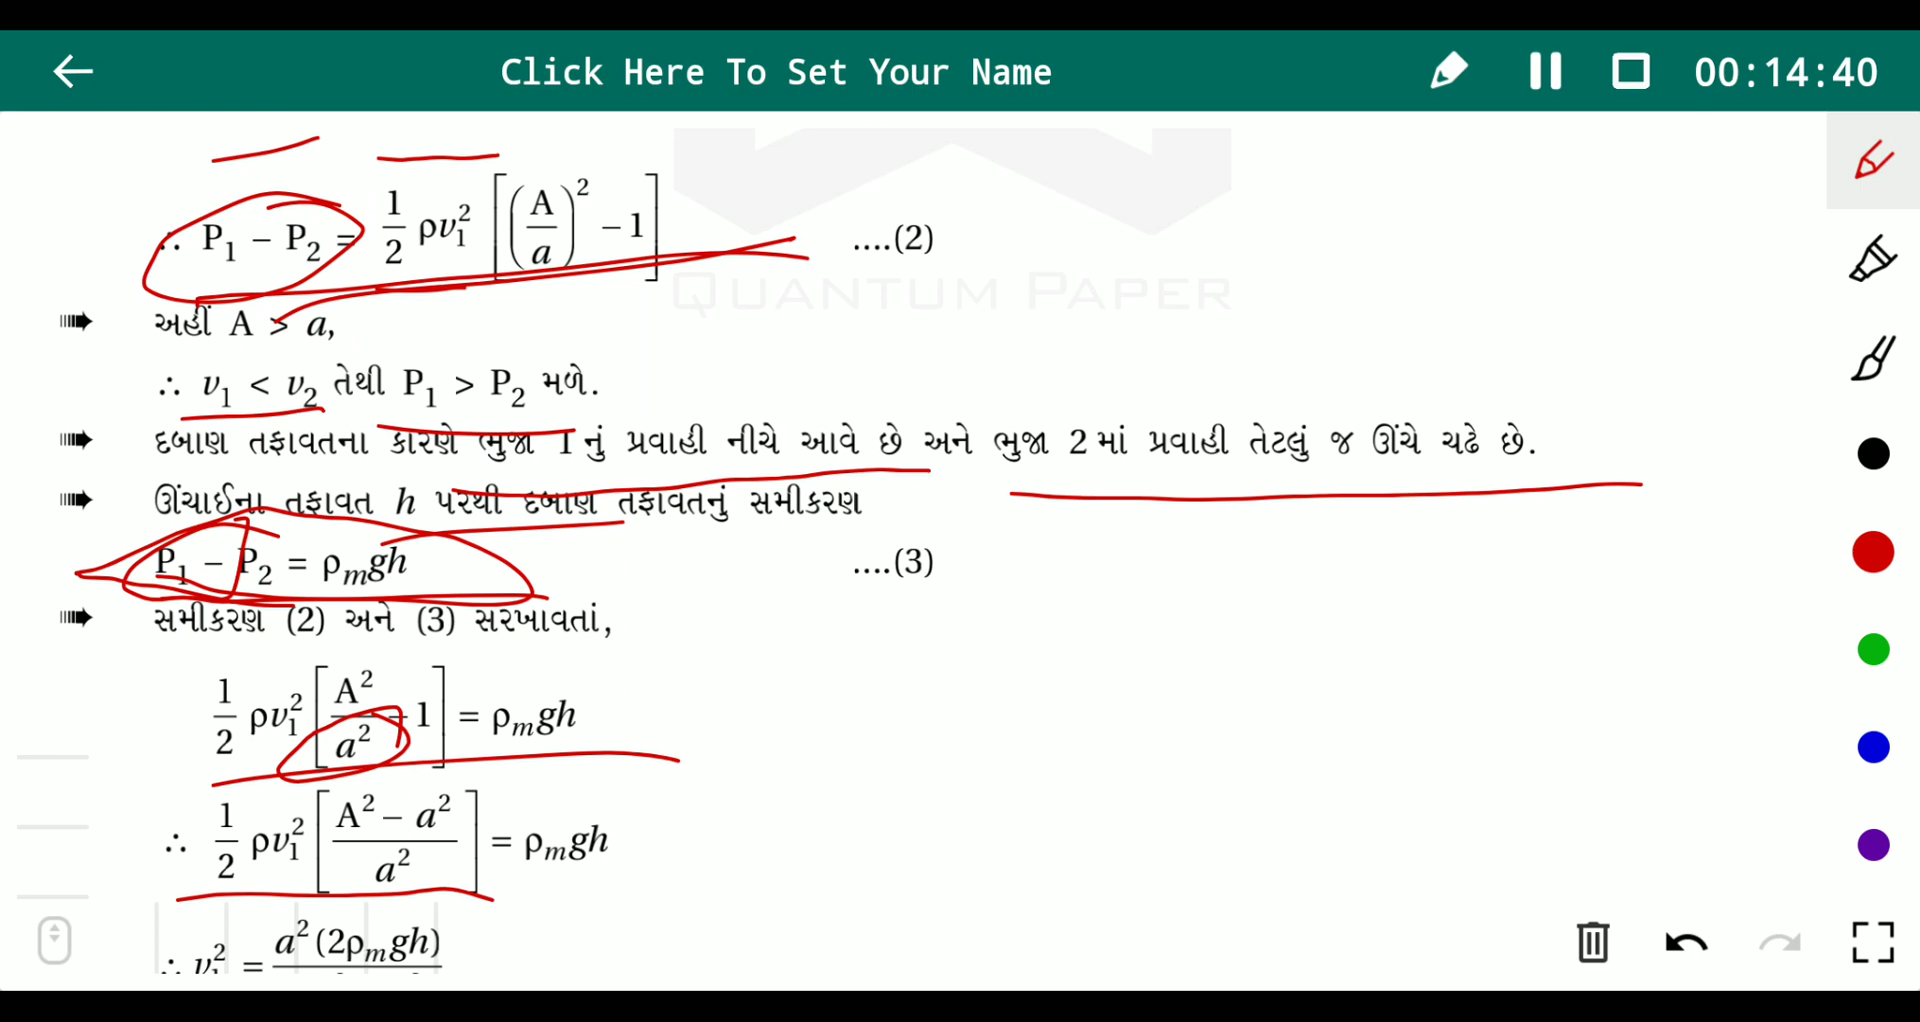 Click Here To Set Your Name 00:14:40
∴ P₁ – P₂ = 1/2 ρv₁² [(A/a)² – 1] ....(2)
QUANTUM PAPER
અહીં A > a,
∴ v₁ < v₂ તેથી P₁ > P₂ મળે.
દબાણ તફાવતના કારણે ભુજા 1 નું પ્રવાહી નીચે આવે છે અને ભુજા 2 માં પ્રવાહી તેટલું જ ઊંચે ચઢે છે.
ઊંચાઈના તફાવત h પરથી દબાણ તફાવતનું સમીકરણ
P₁ – P₂ = ρₘgh ....(3)
સમીકરણ (2) અને (3) સરખાવતાં,
1/2 ρv₁² [A²/a² – 1] = ρₘgh
∴ 1/2 ρv₁² [(A² – a²)/a²] = ρₘgh
∴ v₁² = a² (2ρₘgh)